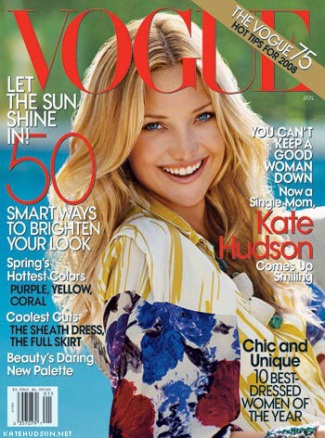 VOGUE
THE VOGUE 75
HOT TIPS FOR 2008
JAN
LET
THE SUN
SHINE
IN!
50
SMART WAYS
TO BRIGHTEN
YOUR LOOK
Spring's
Hottest Colors
PURPLE, YELLOW,
CORAL
Coolest Cuts
THE SHEATH DRESS,
THE FULL SKIRT
Beauty's Daring
New Palette
YOU CAN'T
KEEP A
GOOD
WOMAN
DOWN
Now a
Single Mom,
Kate
Hudson
Comes Up
Smiling
Chic and
Unique
10 BEST
DRESSED
WOMEN OF
THE YEAR
KATEHUDSON.NET